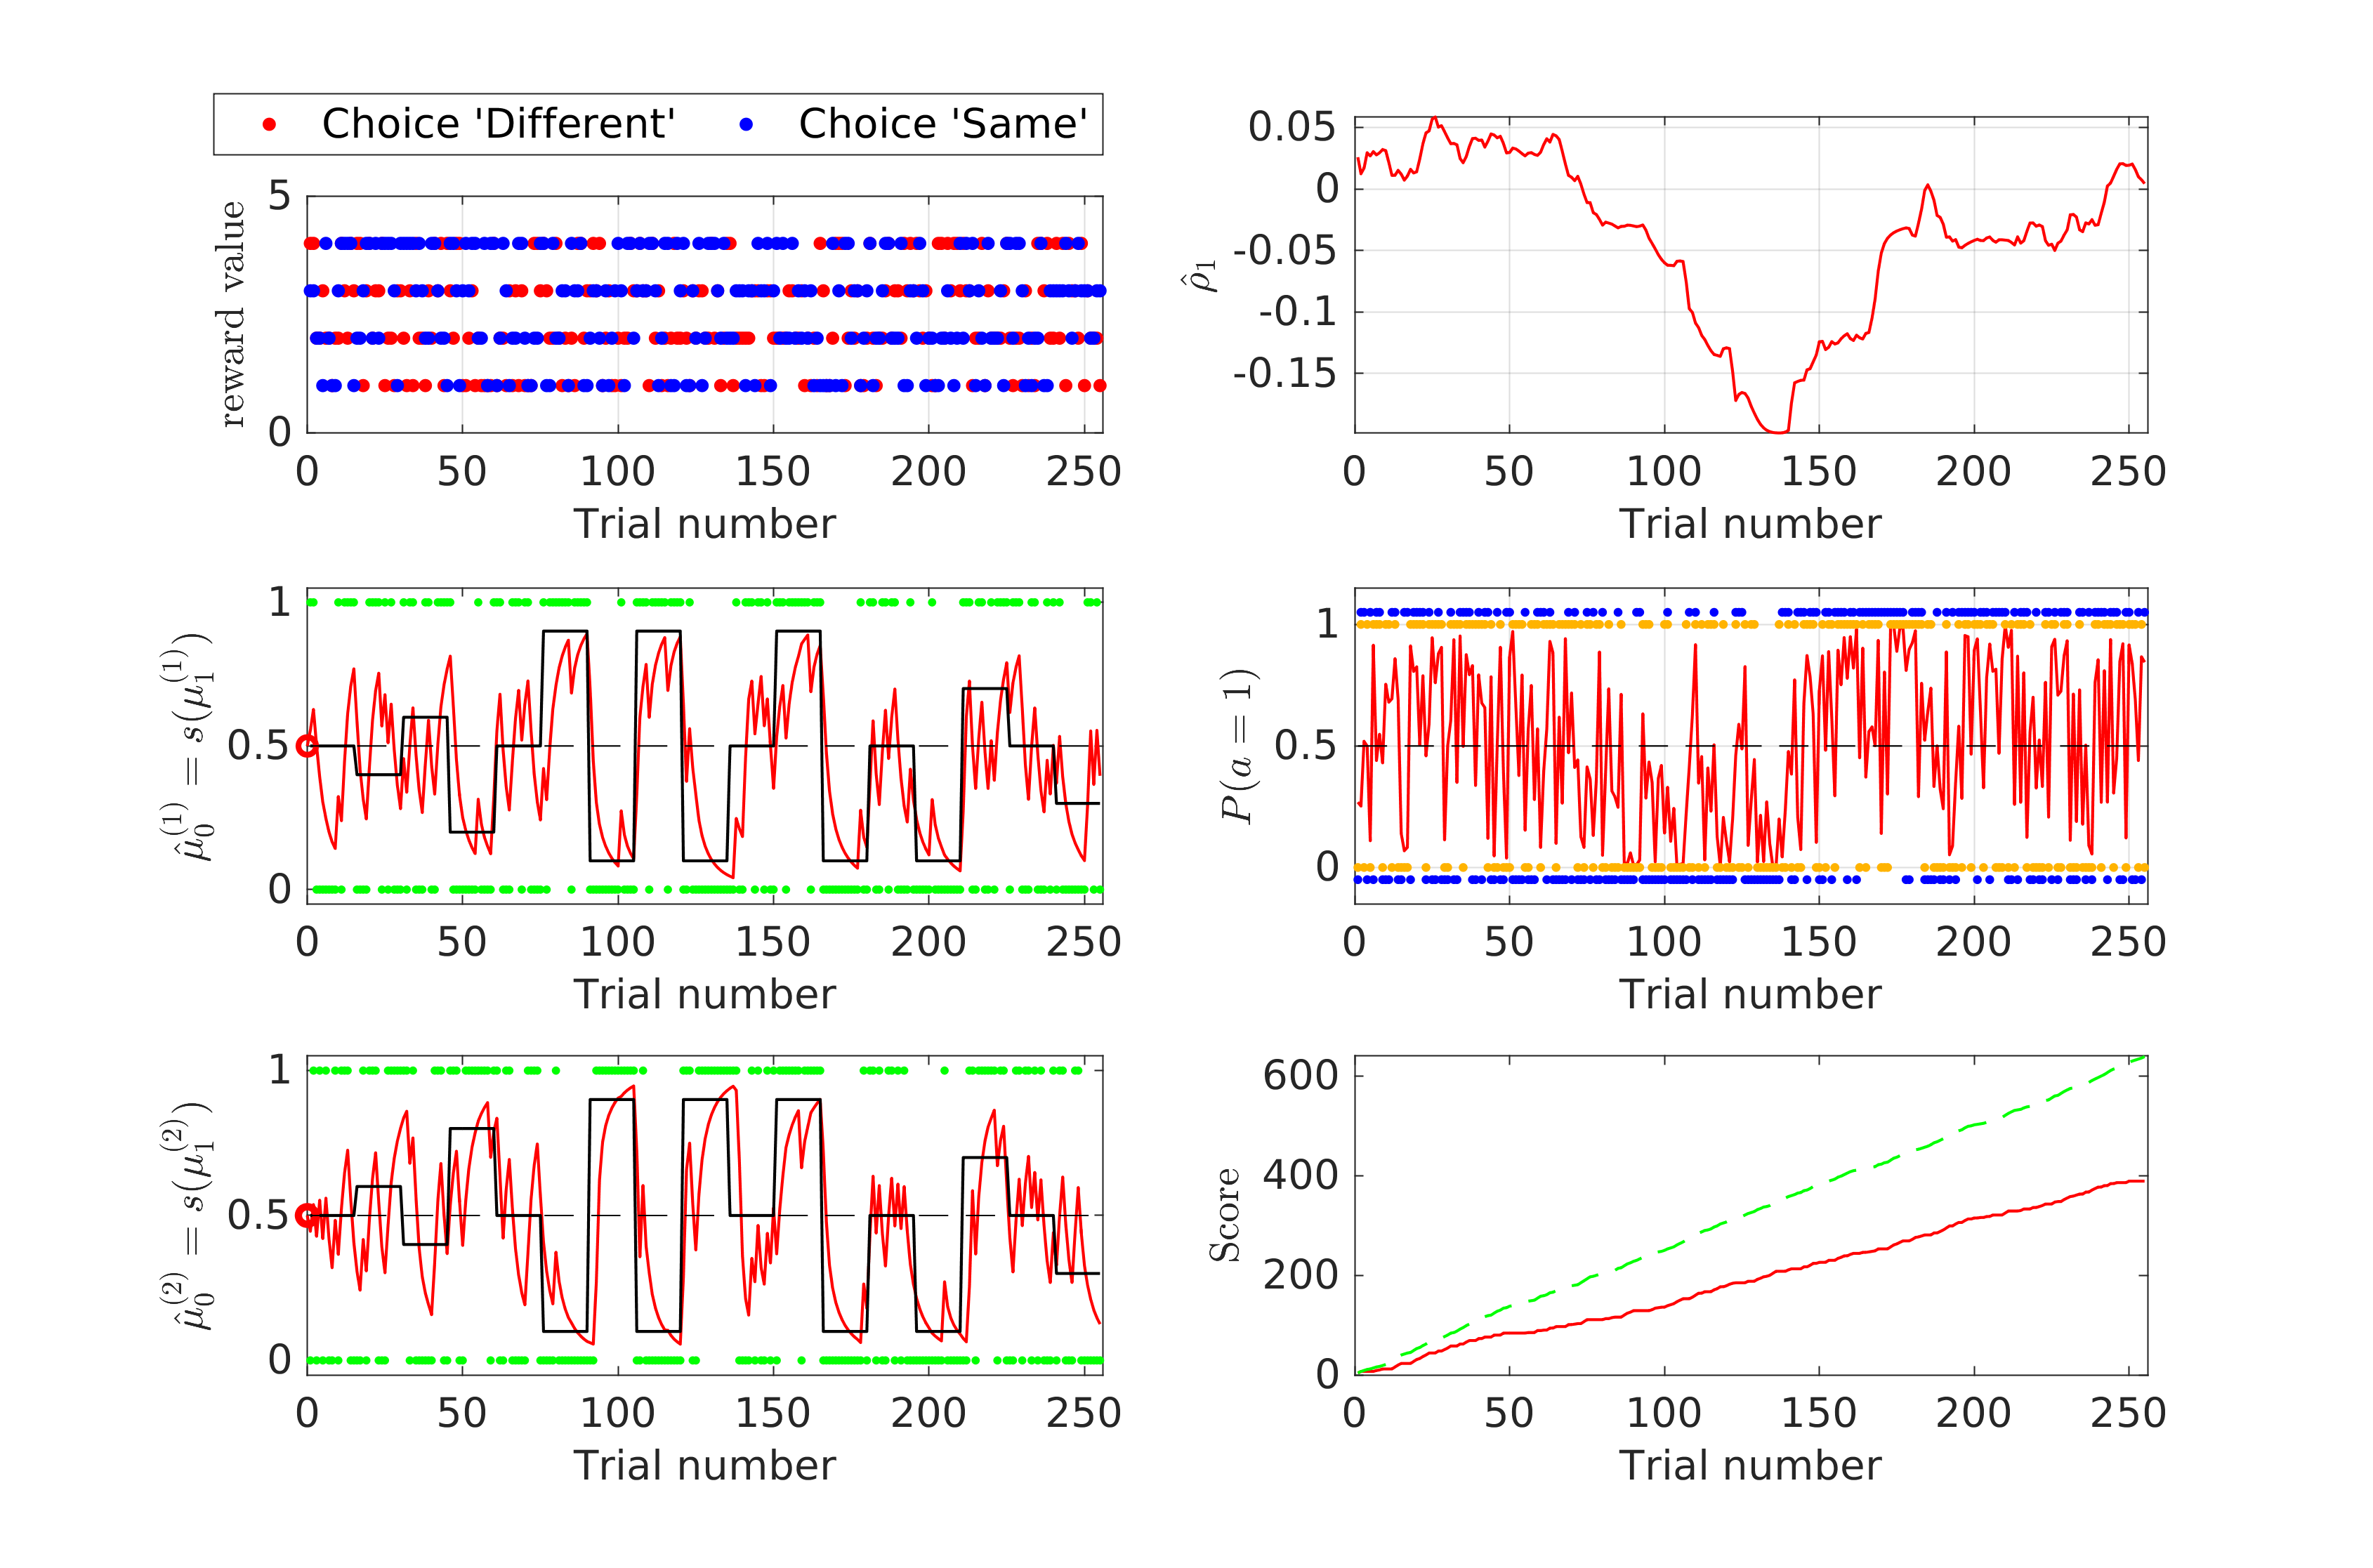 Choice 'Different' Choice 'Same'
5
0
reward value
0 50 100 150 200 250
Trial number
0.05
0
-0.05
-0.1
-0.15
ρ̂₁
0 50 100 150 200 250
Trial number
1
0.5
0
μ̂₀⁽¹⁾ = s(μ₁⁽¹⁾)
0 50 100 150 200 250
Trial number
1
0.5
0
P(a = 1)
0 50 100 150 200 250
Trial number
1
0.5
0
μ̂₀⁽²⁾ = s(μ₁⁽²⁾)
0 50 100 150 200 250
Trial number
600
400
200
0
Score
0 50 100 150 200 250
Trial number